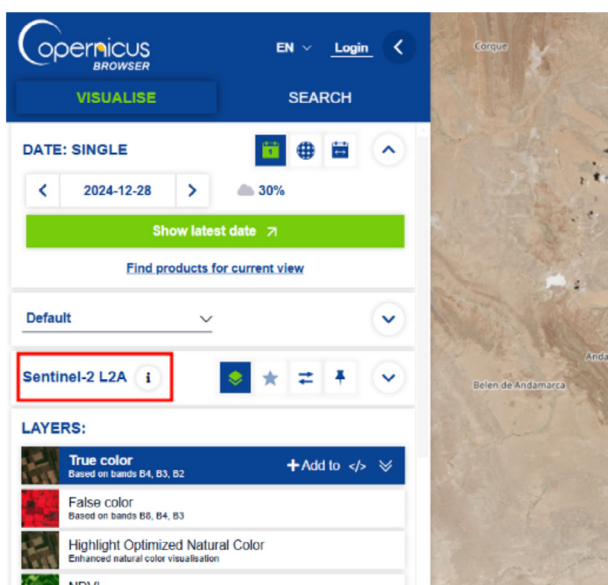 Copernicus
BROWSER
EN
Login
VISUALISE
SEARCH
DATE: SINGLE
2024-12-28
30%
Show latest date
Find products for current view
Default
Sentinel-2 L2A i
LAYERS:
True color
Based on bands B4, B3, B2
Add to </>
False color
Based on bands B8, B4, B3
Highlight Optimized Natural Color
Enhanced natural color visualisation
Corque
Belen de Andamarca